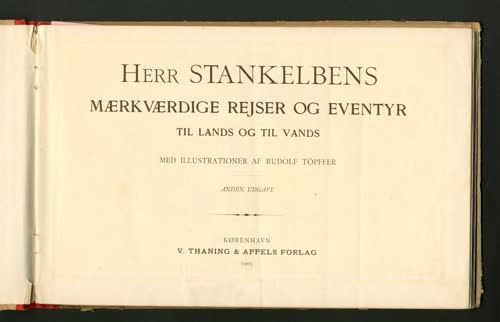 HERR STANKELBENS
MÆRKVÆRDIGE REJSER OG EVENTYR
TIL LANDS OG TIL VANDS
MED ILLUSTRATIONER AF RUDOLF TÖPFFER
ANDEN UDGAVE
KØBENHAVN
V. THANING & APPELS FORLAG
1903